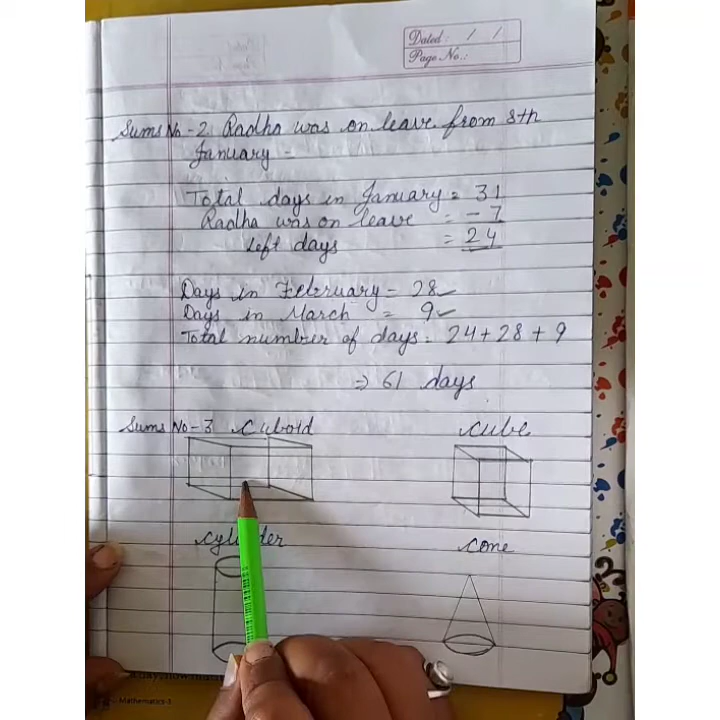 Dated: / /
Page No.:
Sums No-2. Radha was on leave from 8th
January -
Total days in January = 31
Radha was on leave = - 7
Left days = 24
Days in February - 28
Days in March = 9
Total number of days = 24 + 28 + 9
⇒ 61 days
Sums No-3 Cuboid Cube
Cone
Mathematics-3